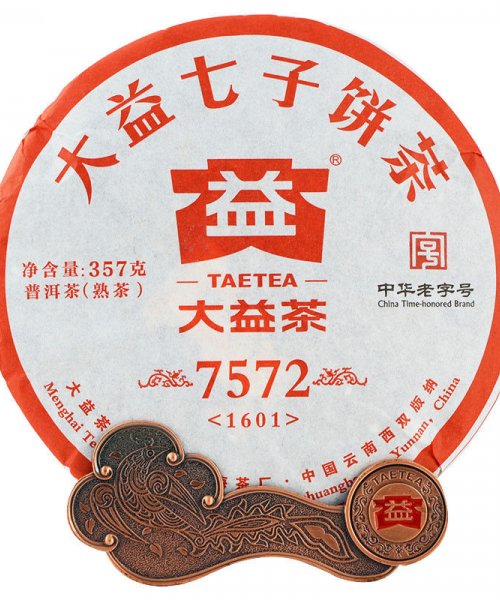 大益七子饼茶
益
®
TAETEA
大益茶
净含量:357克
普洱茶(熟茶)
中华老字号
China Time-honored Brand
7572
<1601>
大益茶
茶厂·中国云南西双版纳
Menghai Te
Yunnan, China
TAETEA
益